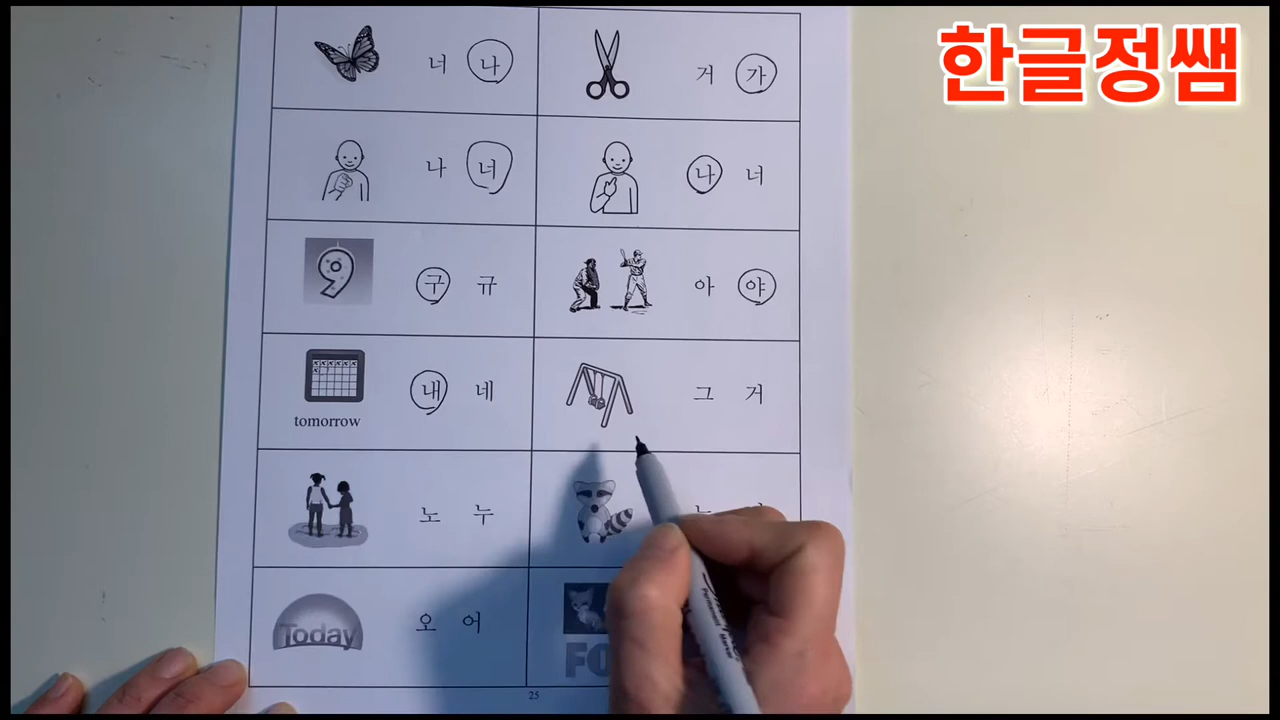 한글정쌤
너 나
거 가
나 너
나 너
9
구 규
아 야
tomorrow
내 네
그 거
노 누
Today
오 어
25